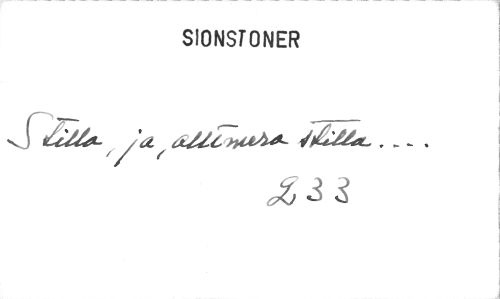 SIONSTONER
Stilla, ja, alltmera stilla....
233